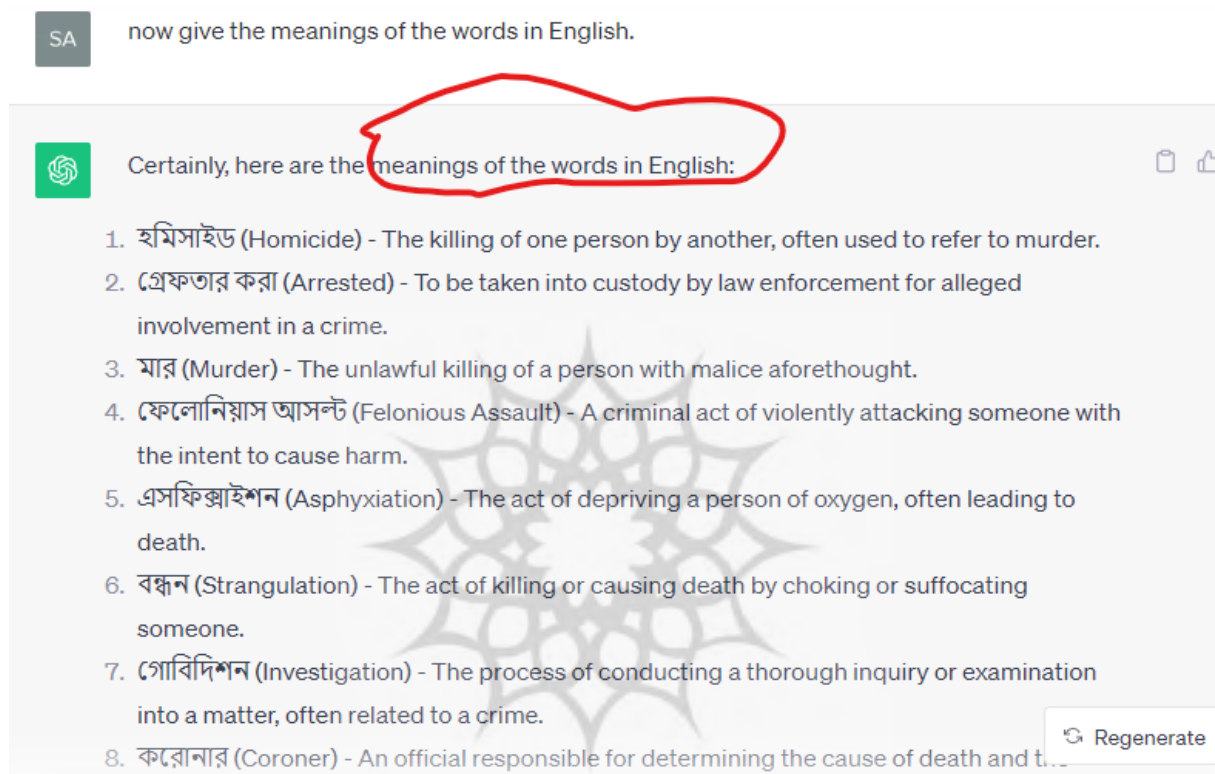 SA
now give the meanings of the words in English.
Certainly, here are the meanings of the words in English:
1. হমিসাইড (Homicide) - The killing of one person by another, often used to refer to murder.
2. গ্রেফতার করা (Arrested) - To be taken into custody by law enforcement for alleged
involvement in a crime.
3. মার (Murder) - The unlawful killing of a person with malice aforethought.
4. ফেলোনিয়াস আসল্ট (Felonious Assault) - A criminal act of violently attacking someone with
the intent to cause harm.
5. এসফিক্সাইশন (Asphyxiation) - The act of depriving a person of oxygen, often leading to
death.
6. বন্ধন (Strangulation) - The act of killing or causing death by choking or suffocating
someone.
7. গোবিদিশন (Investigation) - The process of conducting a thorough inquiry or examination
into a matter, often related to a crime.
Regenerate
8. করোনার (Coroner) - An official responsible for determining the cause of death and